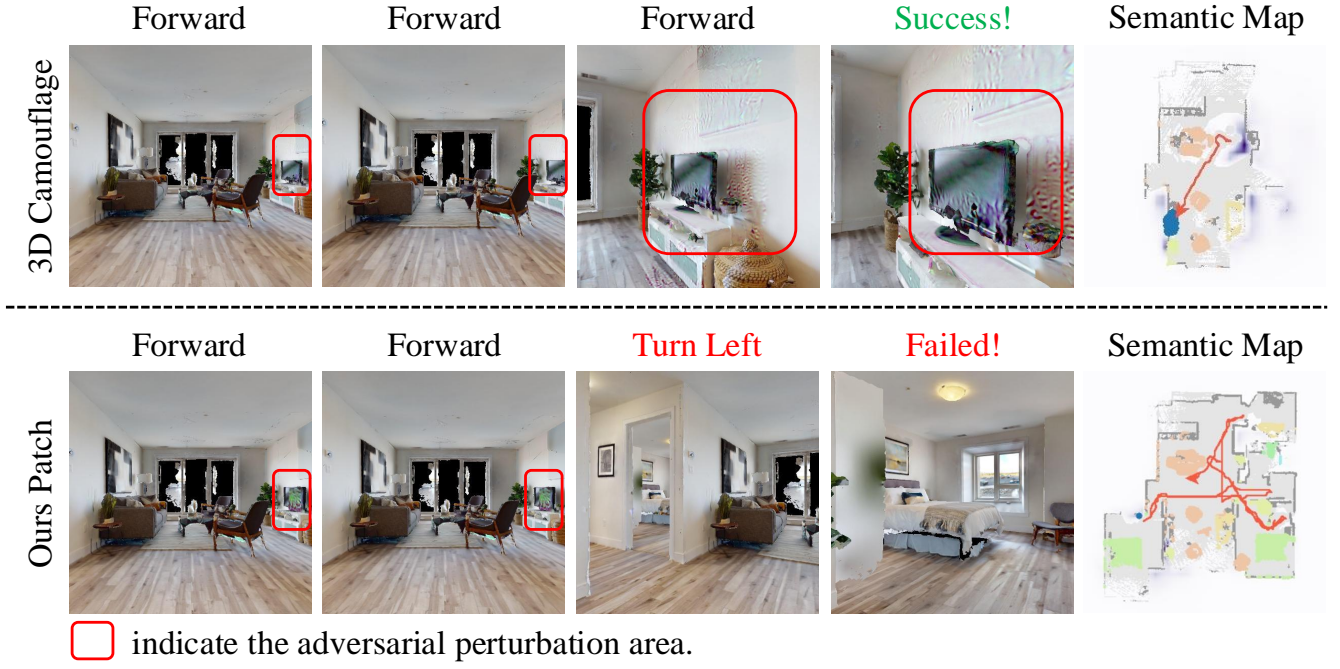 Forward Forward Forward Success! Semantic Map
3D Camouflage
Forward Forward Turn Left Failed! Semantic Map
Ours Patch
indicate the adversarial perturbation area.